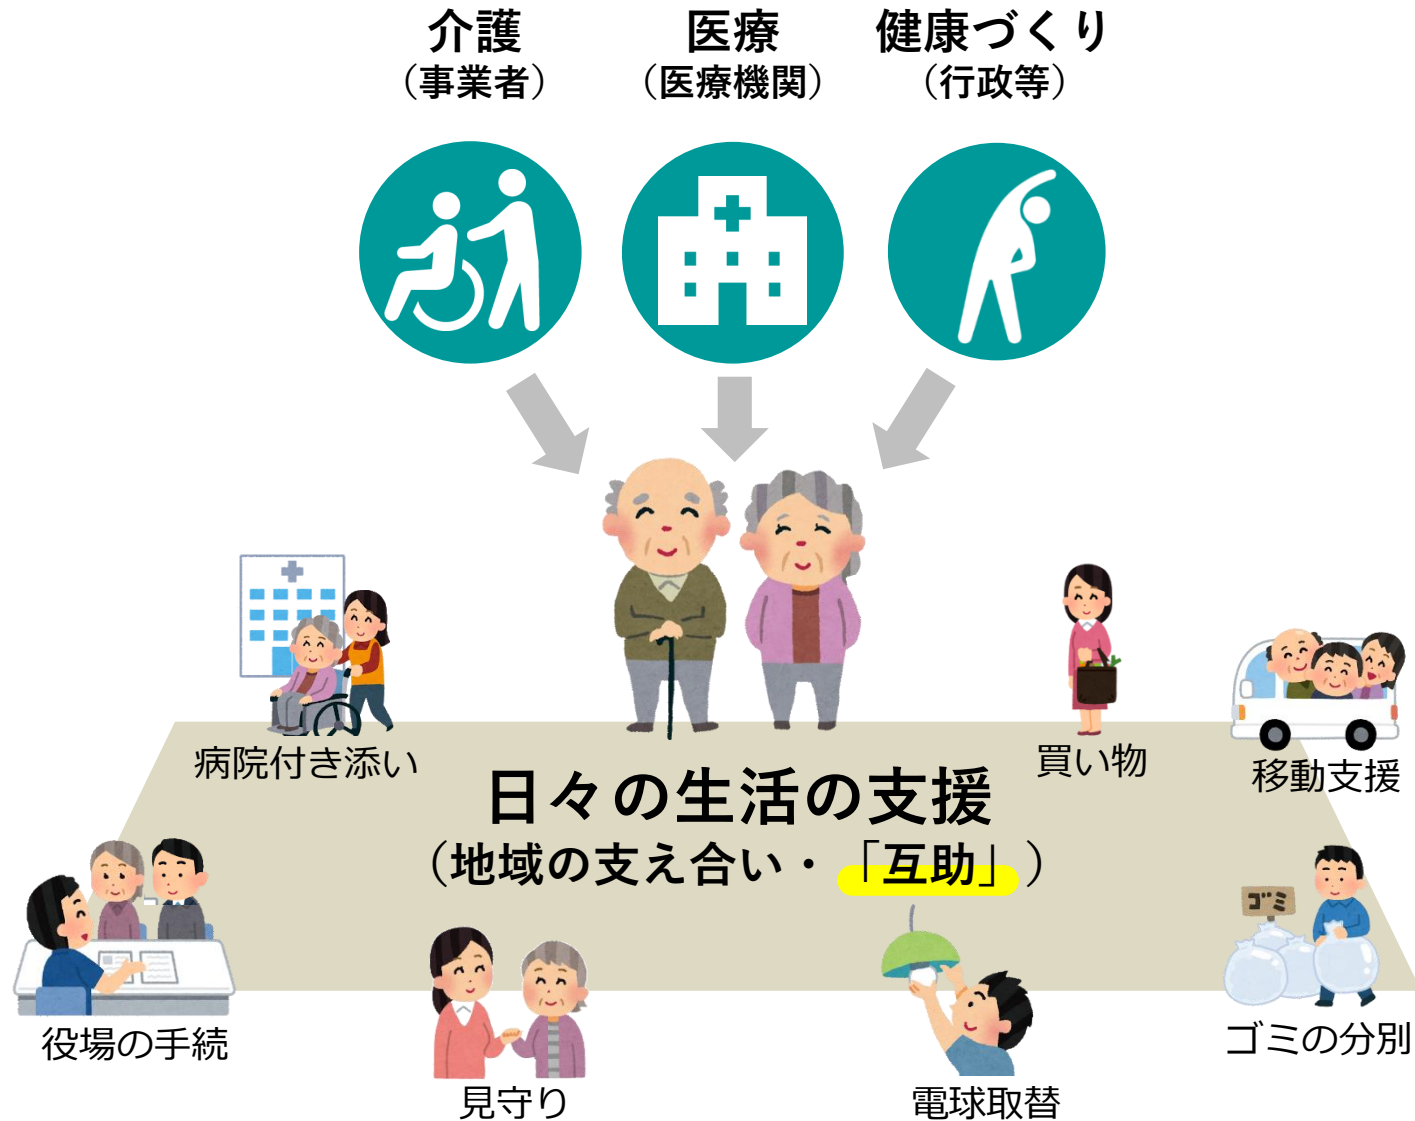 介護
（事業者）
医療
（医療機関）
健康づくり
（行政等）
病院付き添い
買い物
移動支援
日々の生活の支援
（地域の支え合い・「互助」）
ゴミ
役場の手続
見守り
電球取替
ゴミの分別